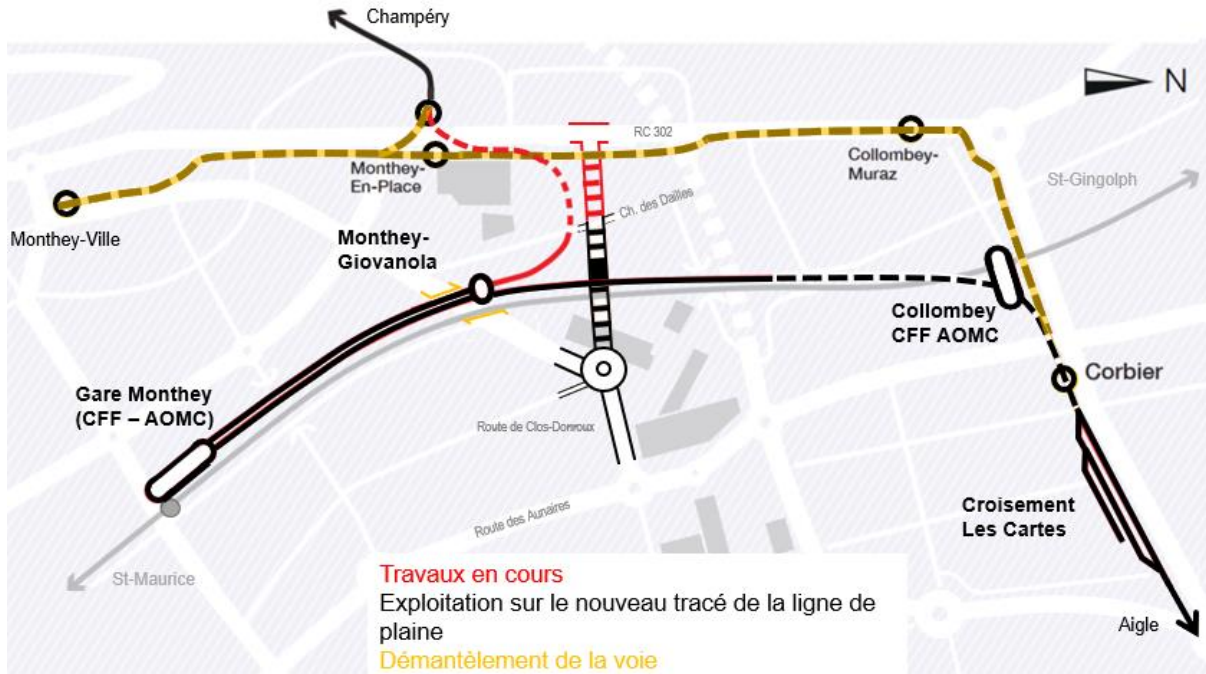 Champéry
N
RC 302
Monthey-
En-Place
Collombey-
Muraz
St-Gingolph
Ch. des Dailles
Monthey-Ville
Monthey-
Giovanola
Collombey
CFF AOMC
Corbier
Gare Monthey
(CFF – AOMC)
Route de Clos-Donroux
Croisement
Les Cartes
Route des Aunaires
St-Maurice
Aigle
Travaux en cours
Exploitation sur le nouveau tracé de la ligne de
plaine
Démantèlement de la voie